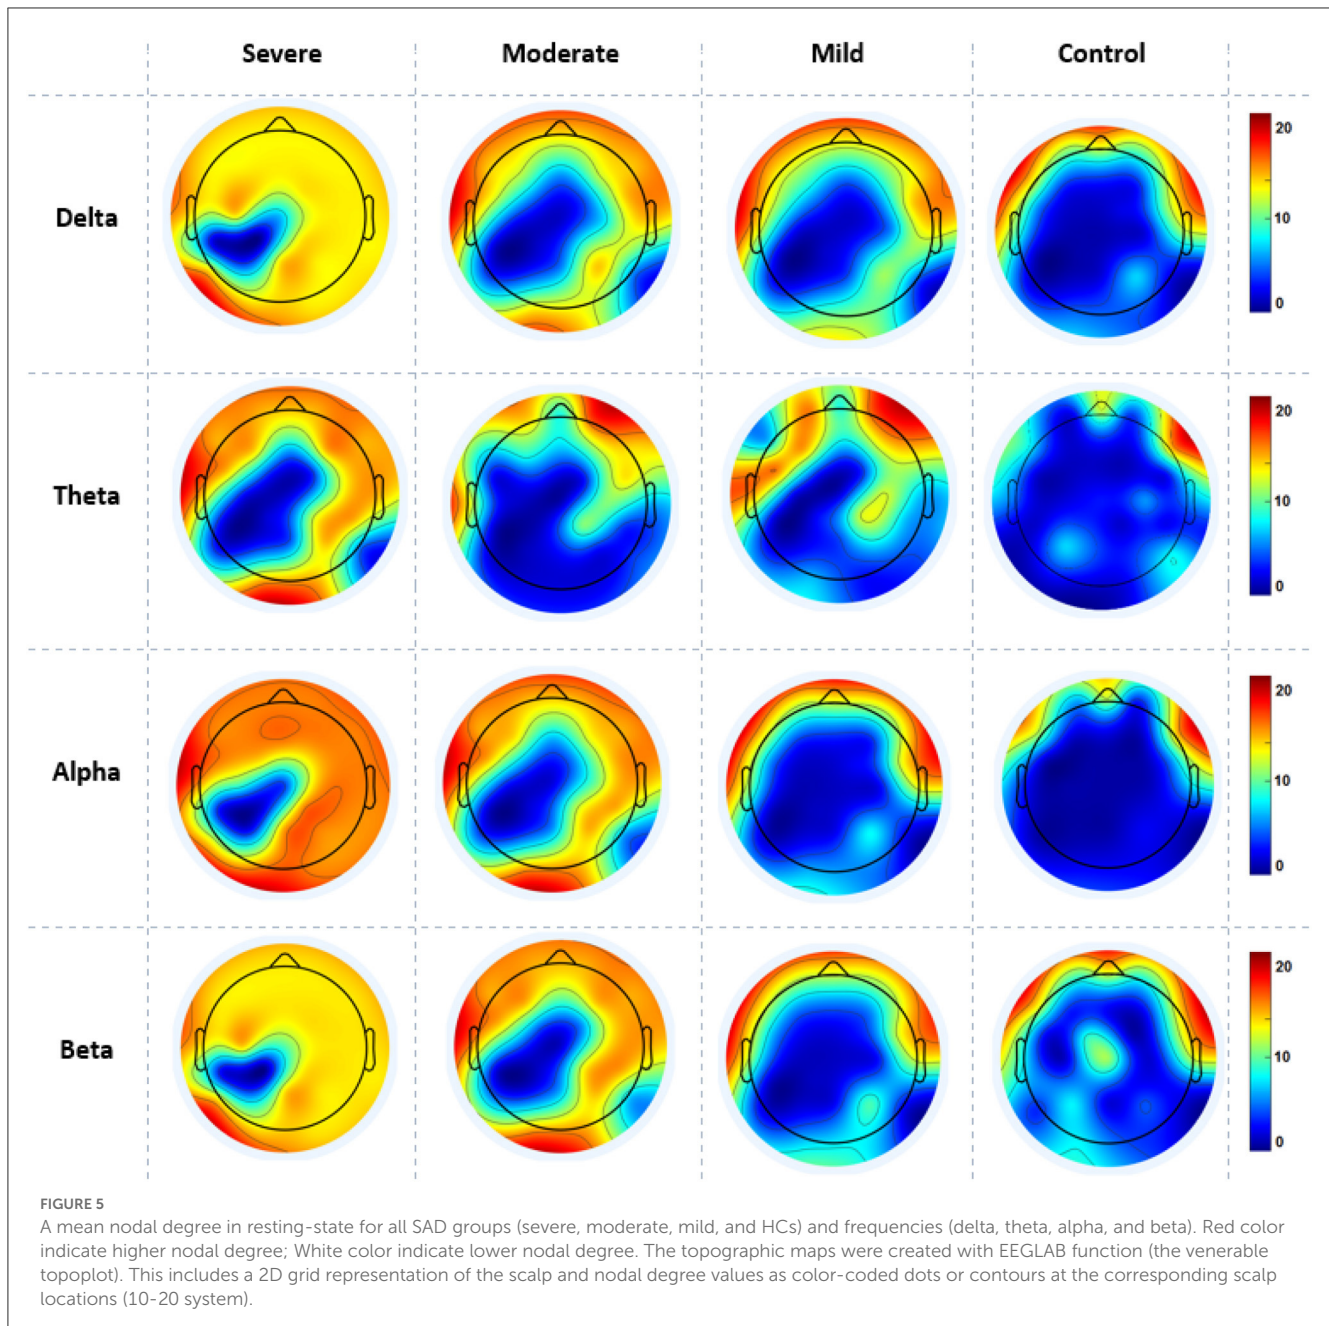 Severe Moderate Mild Control
Delta
20
10
0
Theta
20
10
0
Alpha
20
10
0
Beta
20
10
0
FIGURE 5
A mean nodal degree in resting-state for all SAD groups (severe, moderate, mild, and HCs) and frequencies (delta, theta, alpha, and beta). Red color
indicate higher nodal degree; White color indicate lower nodal degree. The topographic maps were created with EEGLAB function (the venerable
topoplot). This includes a 2D grid representation of the scalp and nodal degree values as color-coded dots or contours at the corresponding scalp
locations (10-20 system).